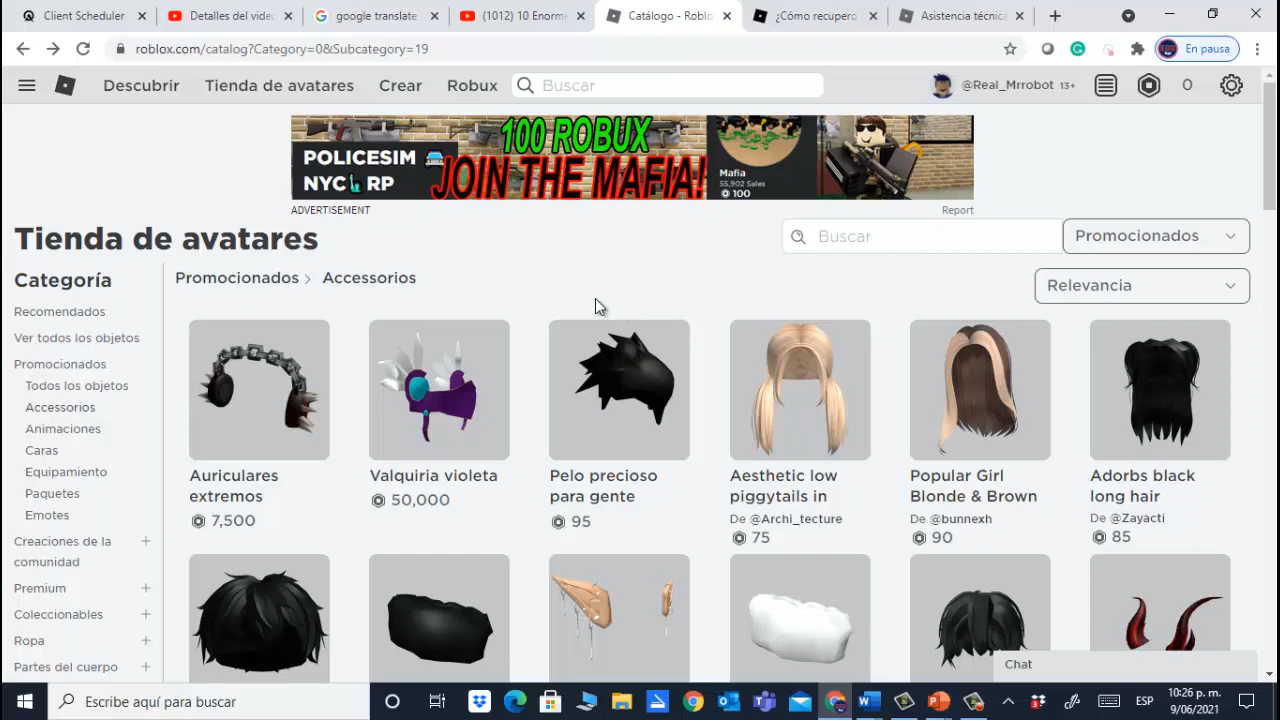 Client Scheduler
Detalles del vide
google translate
(1012) 10 Enorme
Catálogo - Roblo
¿Cómo recupero
Asistencia técnica
roblox.com/catalog?Category=0&Subcategory=19
En pausa
Descubrir
Tienda de avatares
Crear
Robux
Buscar
@Real_Mrrobot 13+
0
POLICESIM
NYC RP
100 ROBUX
JOIN THE MAFIA!
Mafia
55,902 Sales
100
ADVERTISEMENT
Report
Tienda de avatares
Buscar
Promocionados
Categoría
Promocionados > Accessorios
Relevancia
Recomendados
Ver todos los objetos
Promocionados
Todos los objetos
Accessorios
Animaciones
Caras
Equipamiento
Paquetes
Emotes
Creaciones de la
comunidad
Premium
Coleccionables
Ropa
Partes del cuerpo
Auriculares
extremos
7,500
Valquiria violeta
50,000
Pelo precioso
para gente
95
Aesthetic low
piggytails in
De @Archi_tecture
75
Popular Girl
Blonde & Brown
De @bunnexh
90
Adorbs black
long hair
De @Zayacti
85
Chat
Escribe aquí para buscar
ESP
10:26 p. m.
9/06/2021